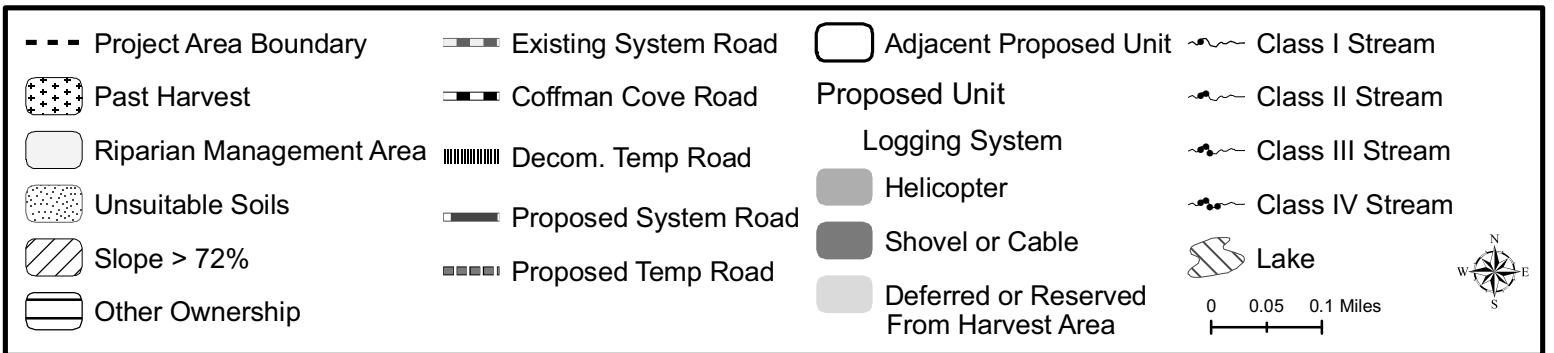 Project Area Boundary
Past Harvest
Riparian Management Area
Unsuitable Soils
Slope > 72%
Other Ownership
Existing System Road
Coffman Cove Road
Decom. Temp Road
Proposed System Road
Proposed Temp Road
Adjacent Proposed Unit
Proposed Unit
Logging System
Helicopter
Shovel or Cable
Deferred or Reserved
From Harvest Area
Class I Stream
Class II Stream
Class III Stream
Class IV Stream
Lake
0 0.05 0.1 Miles
N
W E
S